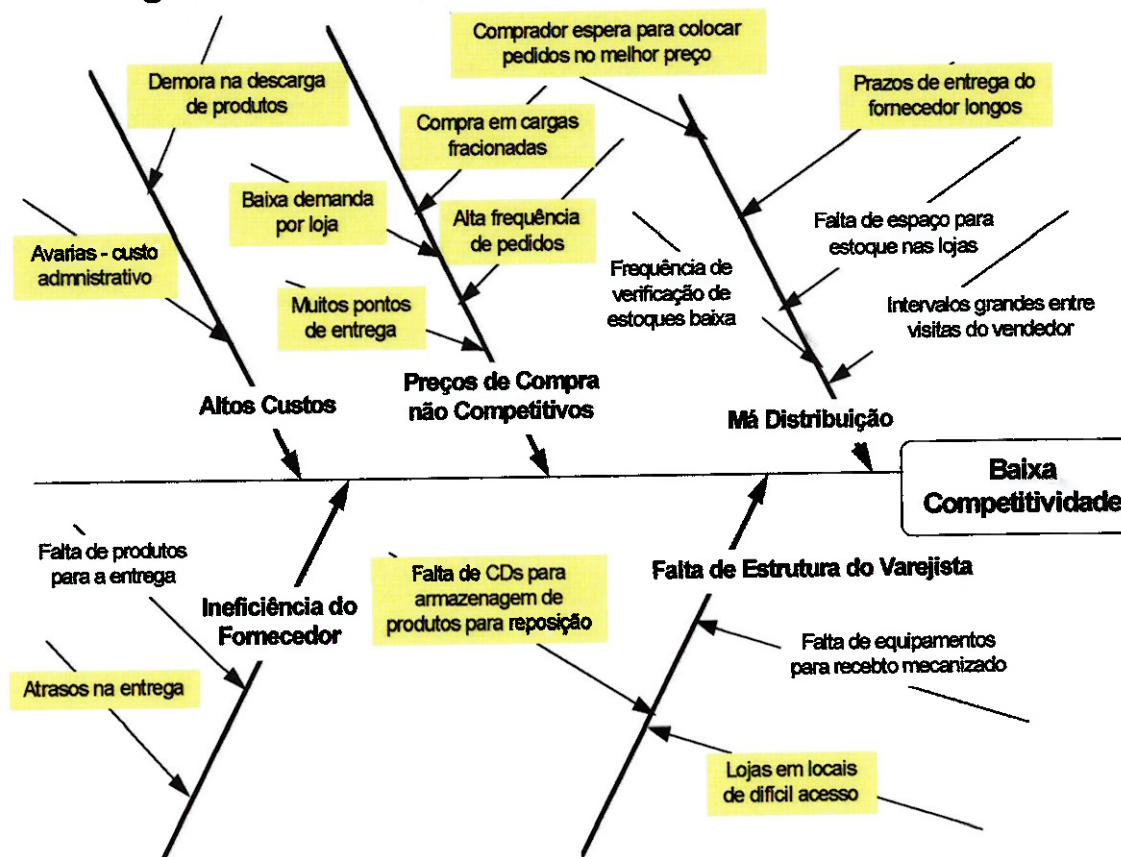 Comprador espera para colocar
pedidos no melhor preço
Demora na descarga
de produtos
Prazos de entrega do
fornecedor longos
Compra em cargas
fracionadas
Baixa demanda
por loja
Alta frequência
de pedidos
Falta de espaço para
estoque nas lojas
Avarias - custo
admnistrativo
Frequência de
verificação de
estoques baixa
Muitos pontos
de entrega
Intervalos grandes entre
visitas do vendedor
Altos Custos
Preços de Compra
não Competitivos
Má Distribuição
Baixa
Competitividade
Falta de produtos
para a entrega
Ineficiência do
Fornecedor
Falta de CDs para
armazenagem de
produtos para reposição
Falta de Estrutura do Varejista
Atrasos na entrega
Falta de equipamentos
para recebto mecanizado
Lojas em locais
de difícil acesso